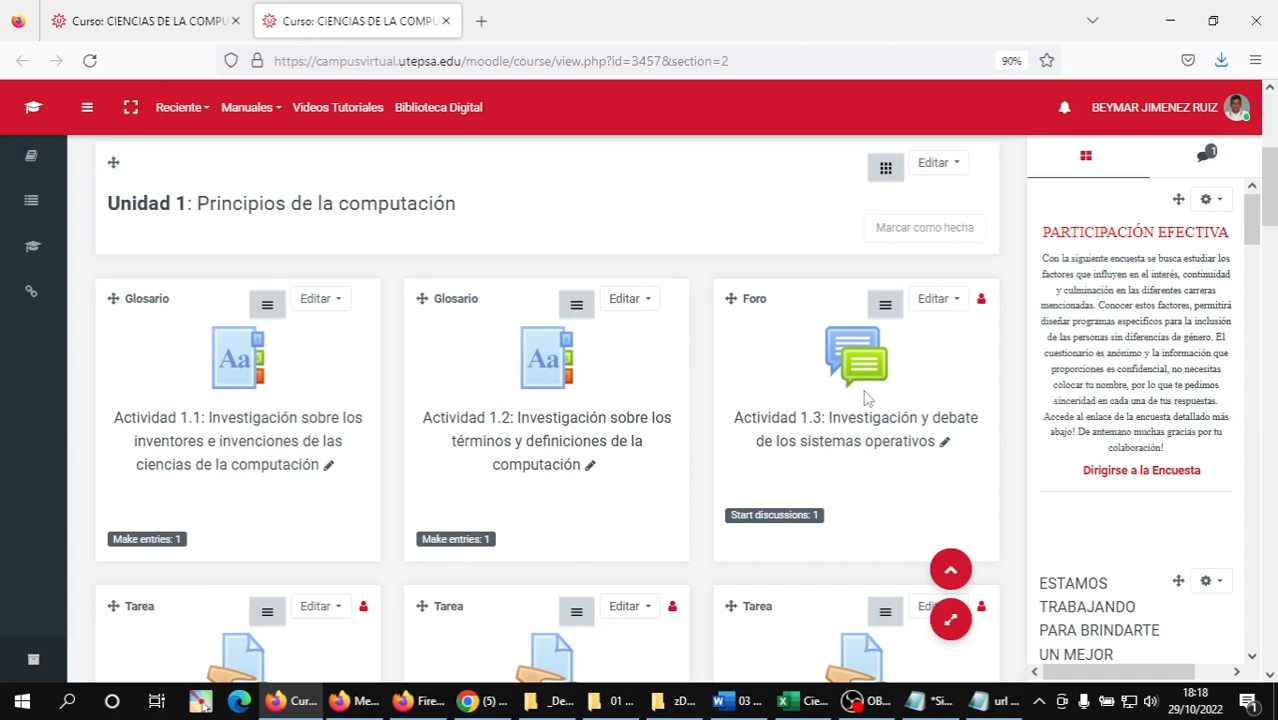 Curso: CIENCIAS DE LA COMPU
Curso: CIENCIAS DE LA COMPU
https://campusvirtual.utepsa.edu/moodle/course/view.php?id=3457&section=2
90%
Reciente
Manuales
Videos Tutoriales
Biblioteca Digital
BEYMAR JIMENEZ RUIZ
1
Editar
Unidad 1: Principios de la computación
Marcar como hecha
Glosario
Editar
Aa
Actividad 1.1: Investigación sobre los
inventores e invenciones de las
ciencias de la computación
Make entries: 1
Glosario
Editar
Aa
Actividad 1.2: Investigación sobre los
términos y definiciones de la
computación
Make entries: 1
Foro
Editar
Actividad 1.3: Investigación y debate
de los sistemas operativos
Start discussions: 1
Tarea
Editar
Tarea
Editar
Tarea
PARTICIPACIÓN EFECTIVA
Con la siguiente encuesta se busca estudiar los
factores que influyen en el interés, continuidad
y culminación en las diferentes carreras
mencionadas. Conocer estos factores, permitirá
diseñar programas específicos para la inclusión
de las personas sin diferencias de género. El
cuestionario es anónimo y la información que
proporciones es confidencial, no necesitas
colocar tu nombre, por lo que te pedimos
sinceridad en cada una de tus respuestas.
Accede al enlace de la encuesta detallado más
abajo! De antemano muchas gracias por tu
colaboración!
Dirigirse a la Encuesta
ESTAMOS
TRABAJANDO
PARA BRINDARTE
UN MEJOR
Cur...
Me...
Fire...
(5) ...
_De...
01 ...
zD...
03 ...
Cie...
OB...
*Si...
url ...
18:18
29/10/2022
1